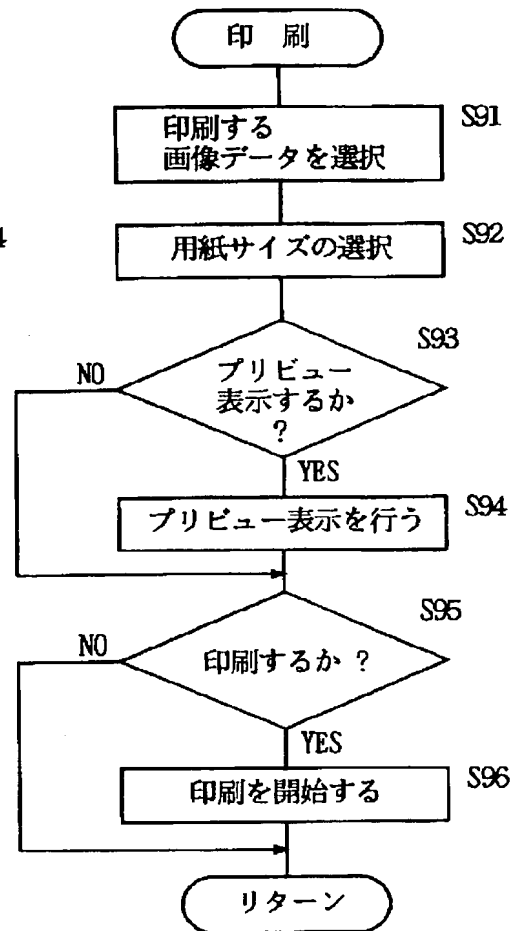 印 刷
印刷する
画像データを選択
S91
4
用紙サイズの選択
S92
プリビュー
表示するか
?
S93
NO
YES
プリビュー表示を行う
S94
印刷するか ?
S95
NO
YES
印刷を開始する
S96
リターン